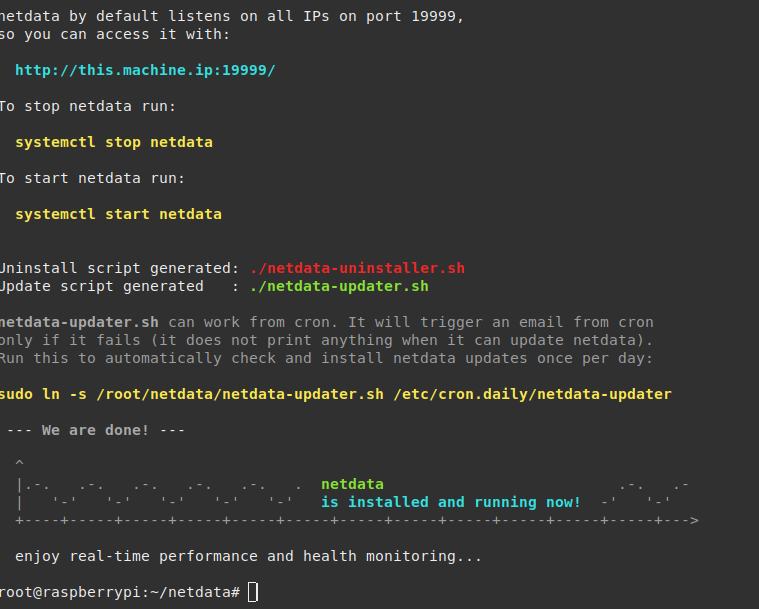 netdata by default listens on all IPs on port 19999,
so you can access it with:
http://this.machine.ip:19999/
To stop netdata run:
systemctl stop netdata
To start netdata run:
systemctl start netdata
Uninstall script generated: ./netdata-uninstaller.sh
Update script generated   : ./netdata-updater.sh
netdata-updater.sh can work from cron. It will trigger an email from cron
only if it fails (it does not print anything when it can update netdata).
Run this to automatically check and install netdata updates once per day:
sudo ln -s /root/netdata/netdata-updater.sh /etc/cron.daily/netdata-updater
--- We are done! ---
^
|.-.   .-.   .-.   .-.   .-.   .  netdata                          .-.   .-
|   '-'   '-'   '-'   '-'   '-'   is installed and running now!  -'   '-'
+----+-----+-----+-----+-----+-----+-----+-----+-----+-----+-----+-----+--->
enjoy real-time performance and health monitoring...
root@raspberrypi:~/netdata#